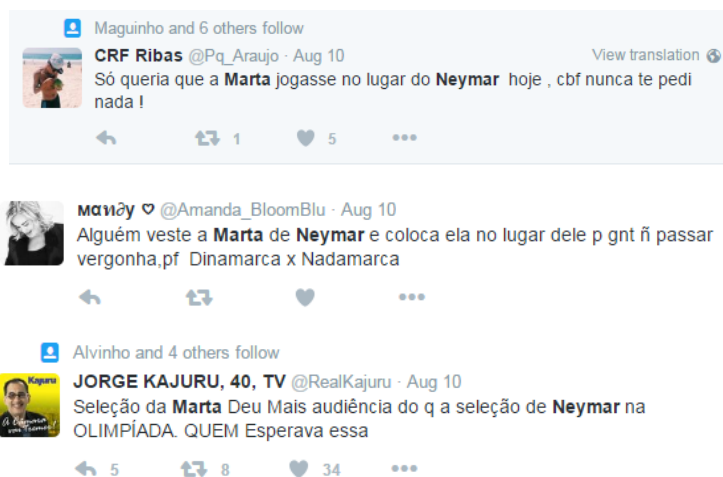 Maguinho and 6 others follow
CRF Ribas @Pq_Araujo · Aug 10 View translation
Só queria que a Marta jogasse no lugar do Neymar hoje , cbf nunca te pedi
nada !
1 5
мαη∂у ♡ @Amanda_BloomBlu · Aug 10
Alguém veste a Marta de Neymar e coloca ela no lugar dele p gnt ñ passar
vergonha,pf Dinamarca x Nadamarca
Alvinho and 4 others follow
JORGE KAJURU, 40, TV @RealKajuru · Aug 10
Kajuru
Seleção da Marta Deu Mais audiência do q a seleção de Neymar na
OLIMPÍADA. QUEM Esperava essa
5 8 34